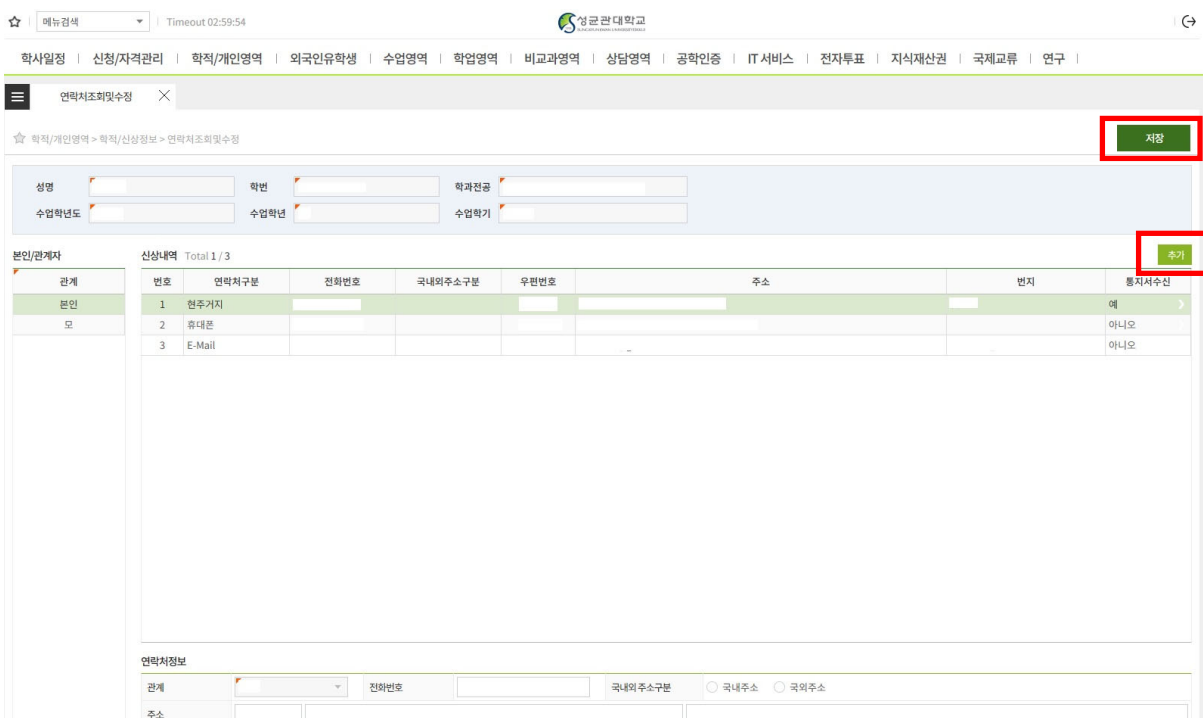 메뉴검색 Timeout 02:59:54 성균관대학교
학사일정 | 신청/자격관리 | 학적/개인영역 | 외국인유학생 | 수업영역 | 학업영역 | 비교과영역 | 상담영역 | 공학인증 | IT 서비스 | 전자투표 | 지식재산권 | 국제교류 | 연구 |
연락처조회및수정
학적/개인영역 > 학적/신상정보 > 연락처조회및수정 저장
성명 학번 학과전공
수업학년도 수업학년 수업학기
본인/관계자 신상내역 Total 1 / 3 추가
관계 번호 연락처구분 전화번호 국내외주소구분 우편번호 주소 번지 통지서수신
본인 1 현주거지 예
모 2 휴대폰 아니오
3 E-Mail 아니오
연락처정보
관계 전화번호 국내외 주소구분 국내주소 국외주소
주소